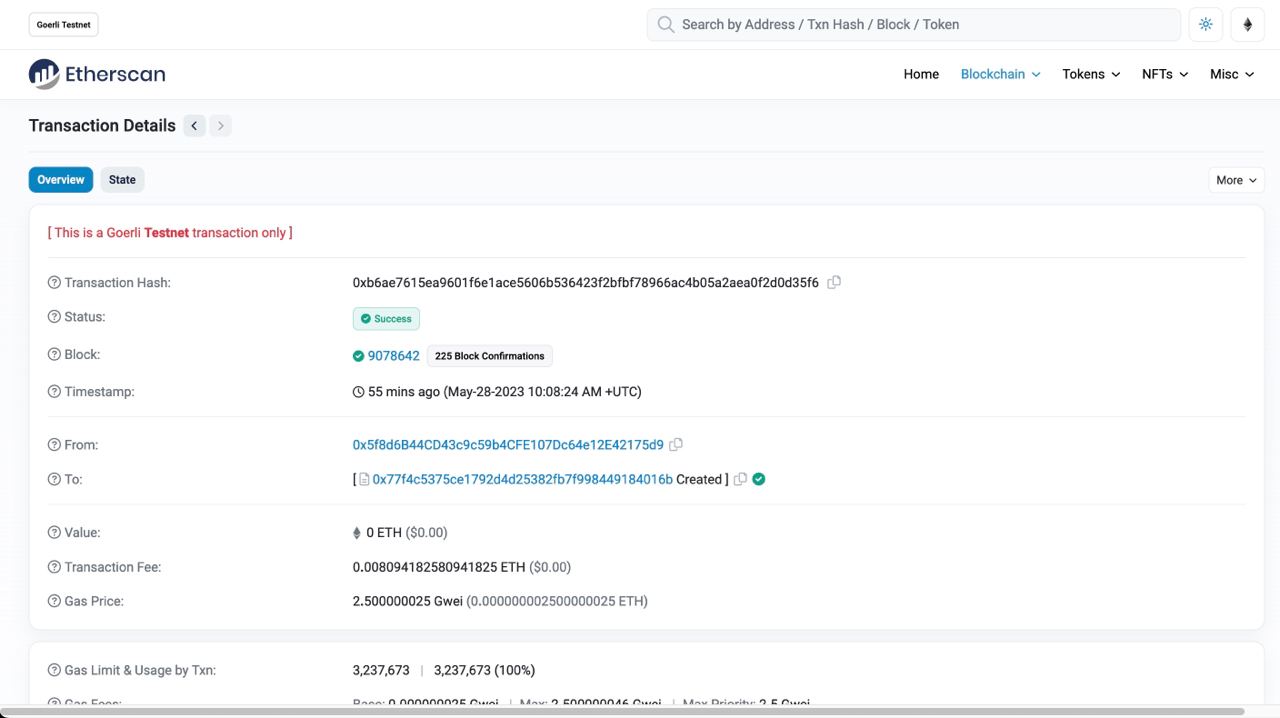 Goerli Testnet
Search by Address / Txn Hash / Block / Token
Etherscan
Home Blockchain Tokens NFTs Misc
Transaction Details
Overview State More
[ This is a Goerli Testnet transaction only ]
Transaction Hash: 0xb6ae7615ea9601f6e1ace5606b536423f2bfbf78966ac4b05a2aea0f2d0d35f6
Status: Success
Block: 9078642 225 Block Confirmations
Timestamp: 55 mins ago (May-28-2023 10:08:24 AM +UTC)
From: 0x5f8d6B44CD43c9c59b4CFE107Dc64e12E42175d9
To: [ 0x77f4c5375ce1792d4d25382fb7f998449184016b Created ]
Value: 0 ETH ($0.00)
Transaction Fee: 0.008094182580941825 ETH ($0.00)
Gas Price: 2.500000025 Gwei (0.000000002500000025 ETH)
Gas Limit & Usage by Txn: 3,237,673 | 3,237,673 (100%)
Gas Fees: Base: 0.000000025 Gwei | Max: 2.500000046 Gwei | Max Priority: 2.5 Gwei